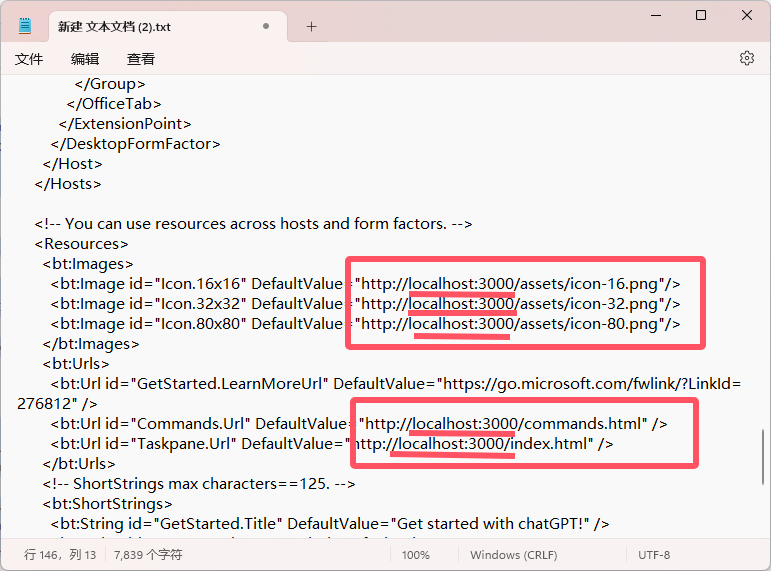 新建 文本文档 (2).txt
文件 编辑 查看
</Group>
</OfficeTab>
</ExtensionPoint>
</DesktopFormFactor>
</Host>
</Hosts>
<!-- You can use resources across hosts and form factors. -->
<Resources>
<bt:Images>
<bt:Image id="Icon.16x16" DefaultValue="http://localhost:3000/assets/icon-16.png"/>
<bt:Image id="Icon.32x32" DefaultValue="http://localhost:3000/assets/icon-32.png"/>
<bt:Image id="Icon.80x80" DefaultValue="http://localhost:3000/assets/icon-80.png"/>
</bt:Images>
<bt:Urls>
<bt:Url id="GetStarted.LearnMoreUrl" DefaultValue="https://go.microsoft.com/fwlink/?LinkId=
276812" />
<bt:Url id="Commands.Url" DefaultValue="http://localhost:3000/commands.html" />
<bt:Url id="Taskpane.Url" DefaultValue="http://localhost:3000/index.html" />
</bt:Urls>
<!-- ShortStrings max characters==125. -->
<bt:ShortStrings>
<bt:String id="GetStarted.Title" DefaultValue="Get started with chatGPT!" />
行 146，列 13 7,839 个字符 100% Windows (CRLF) UTF-8